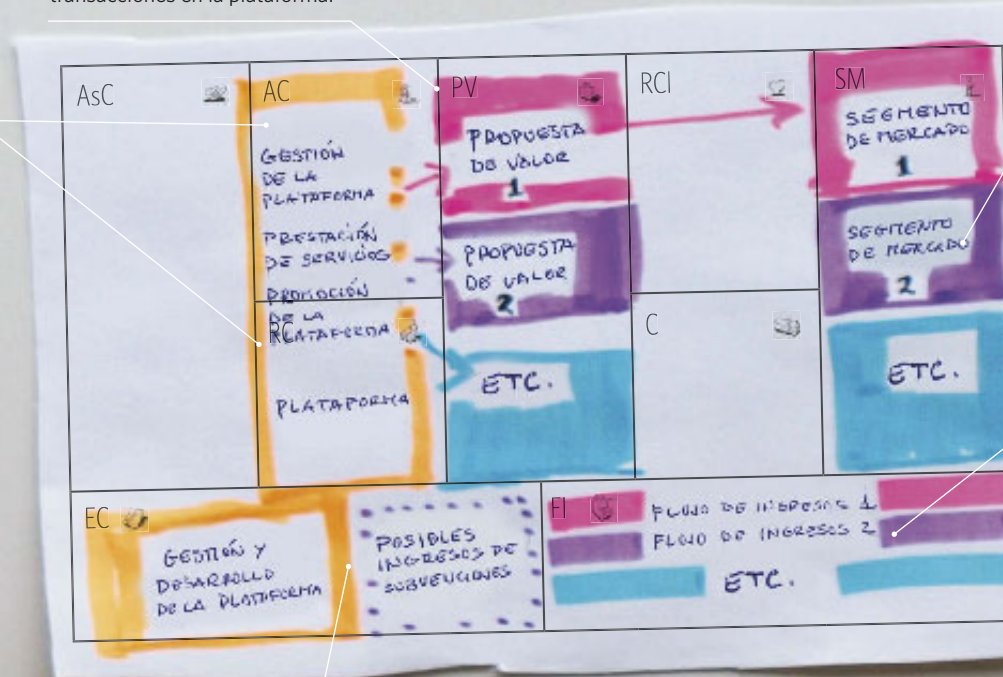 transacciones en la plataforma.
AsC
AC
GESTIÓN
DE LA
PLATAFORMA
PRESTACIÓN
DE SERVICIOS
PROMOCIÓN
DE LA
PLATAFORMA
RC
PLATAFORMA
PV
PROPUESTA
DE VALOR
1
PROPUESTA
DE VALOR
2
ETC.
RCl
C
SM
SEGMENTO
DE MERCADO
1
SEGMENTO
DE MERCADO
2
ETC.
EC
GESTIÓN Y
DESARROLLO
DE LA PLATAFORMA
POSIBLES
INGRESOS DE
SUBVENCIONES
FI
FLUJO DE INGRESOS 1
FLUJO DE INGRESOS 2
ETC.